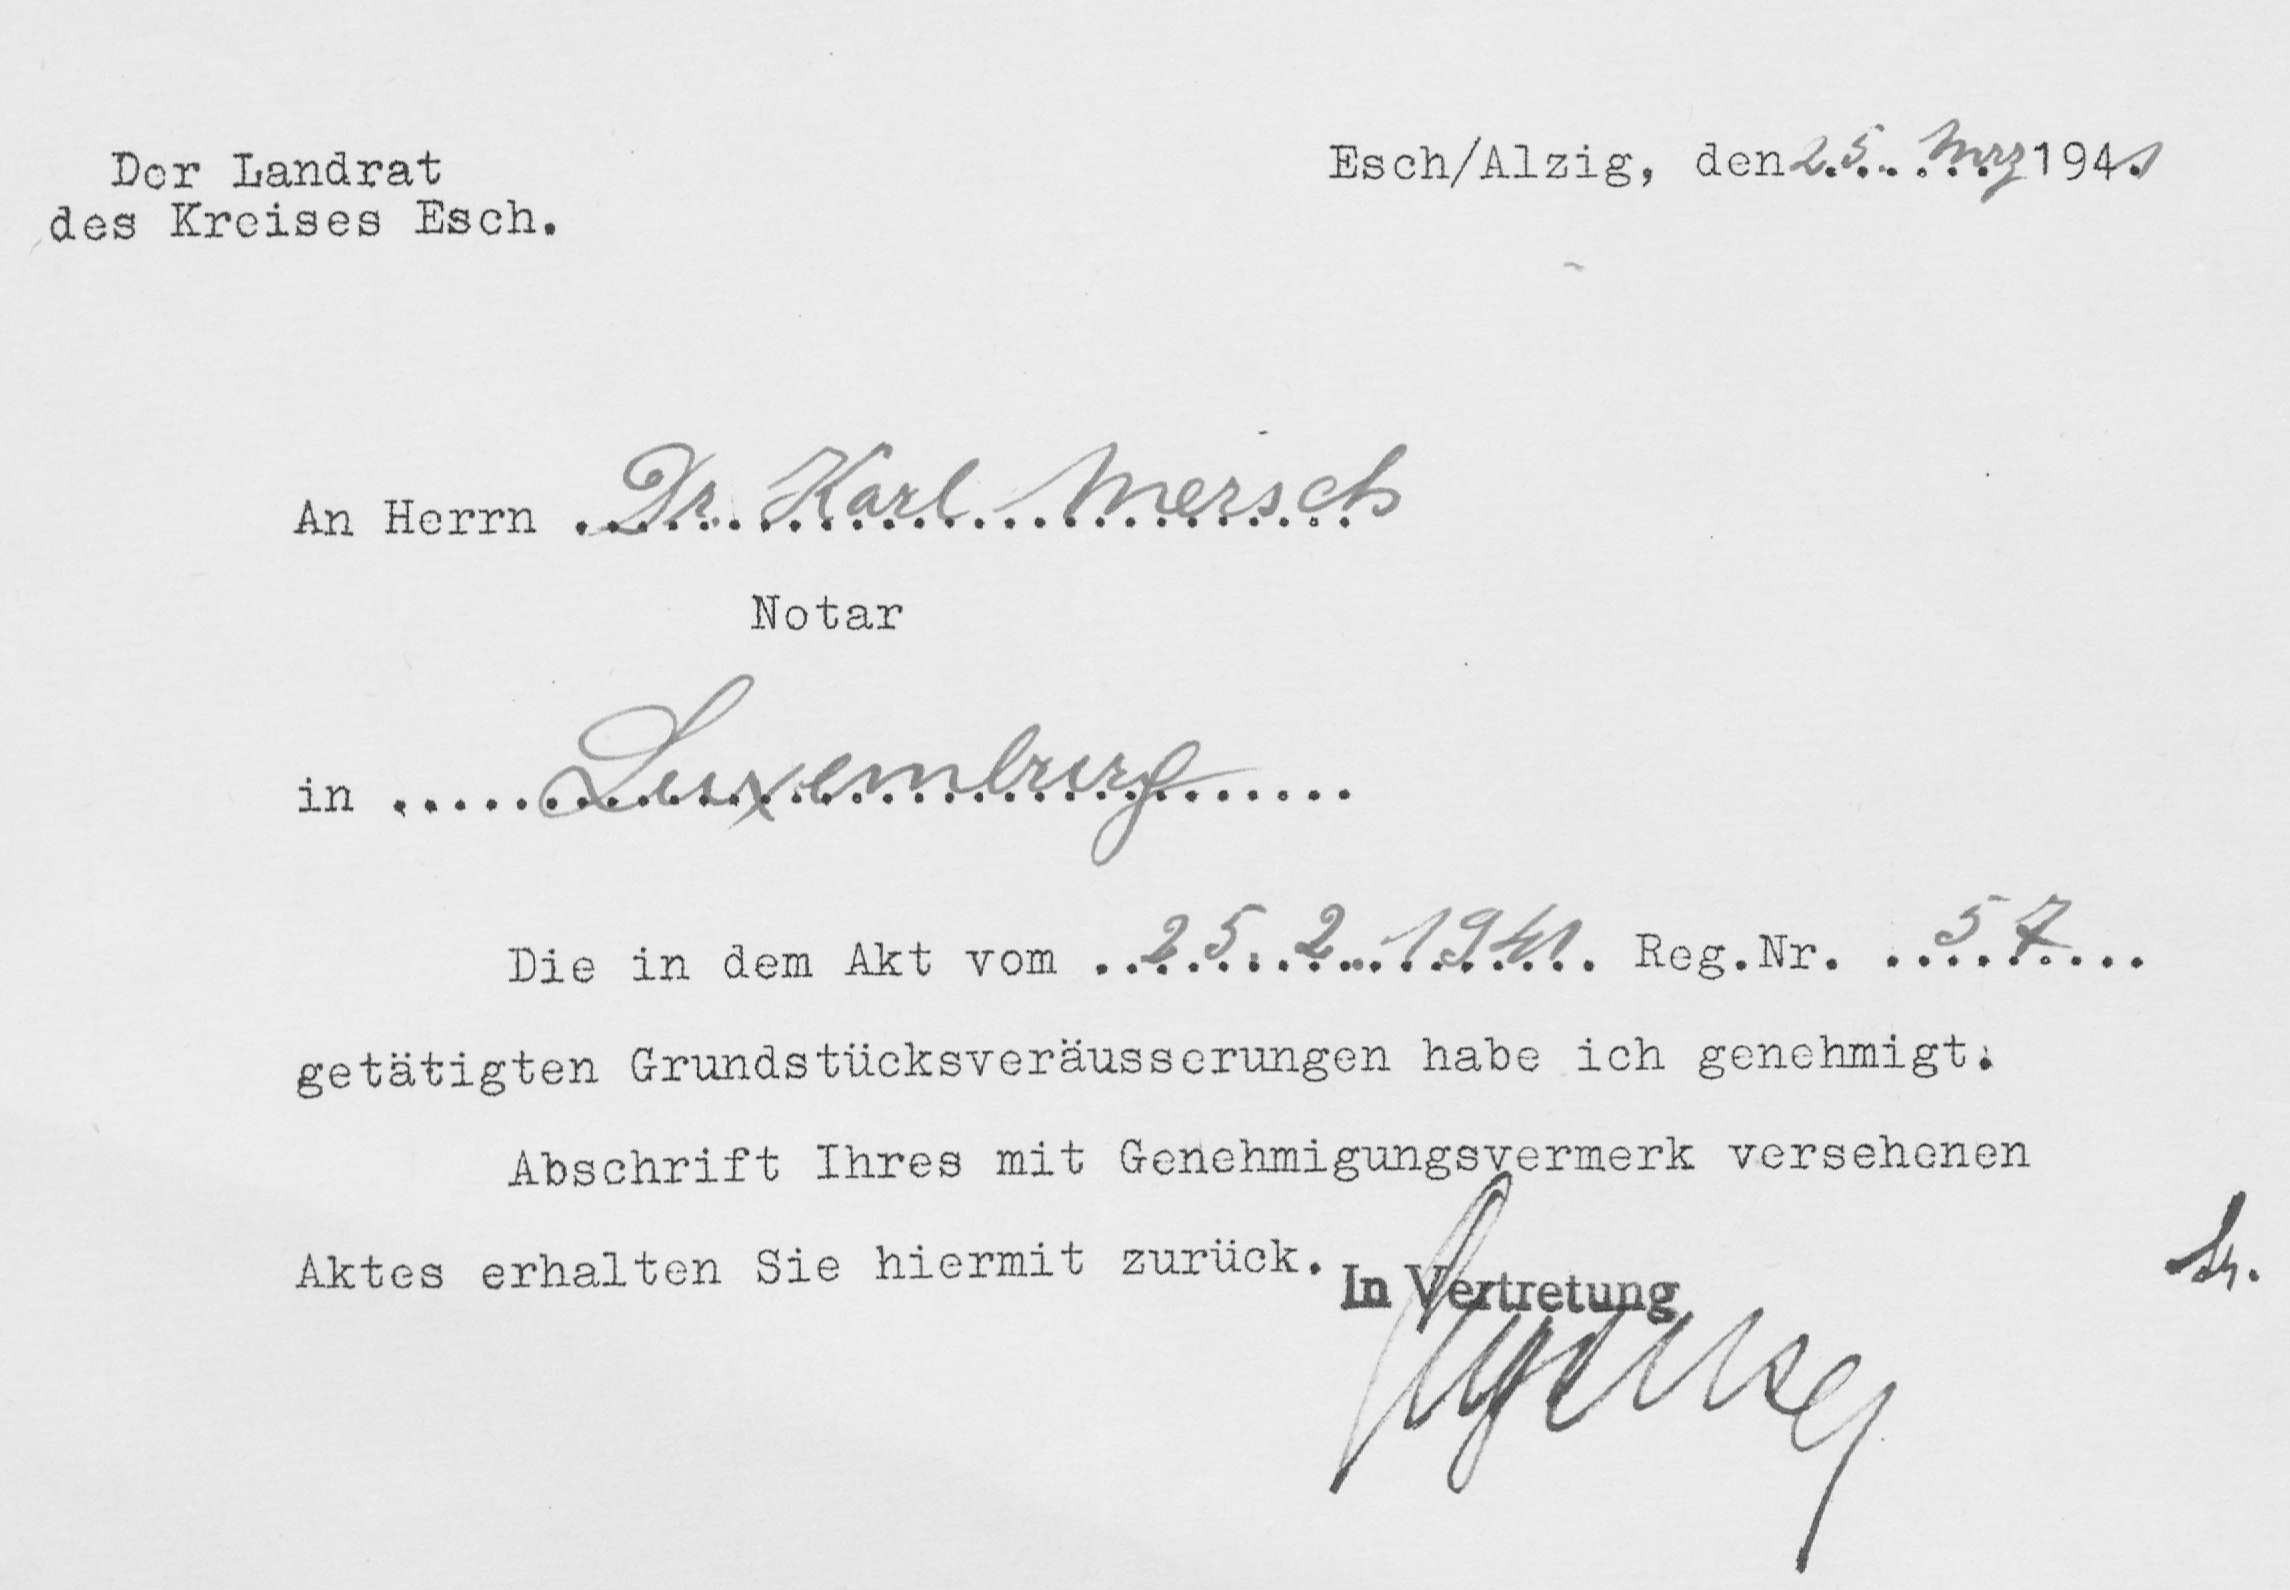 Der Landrat
des Kreises Esch.
Esch/Alzig, den 25. Mrz 1941
An Herrn Dr. Karl Mersch
Notar
in Luxemburg
Die in dem Akt vom 25. 2. 1941. Reg.Nr. 57
getätigten Grundstücksveräusserungen habe ich genehmigt.
Abschrift Ihres mit Genehmigungsvermerk versehenen
Aktes erhalten Sie hiermit zurück.
In Vertretung